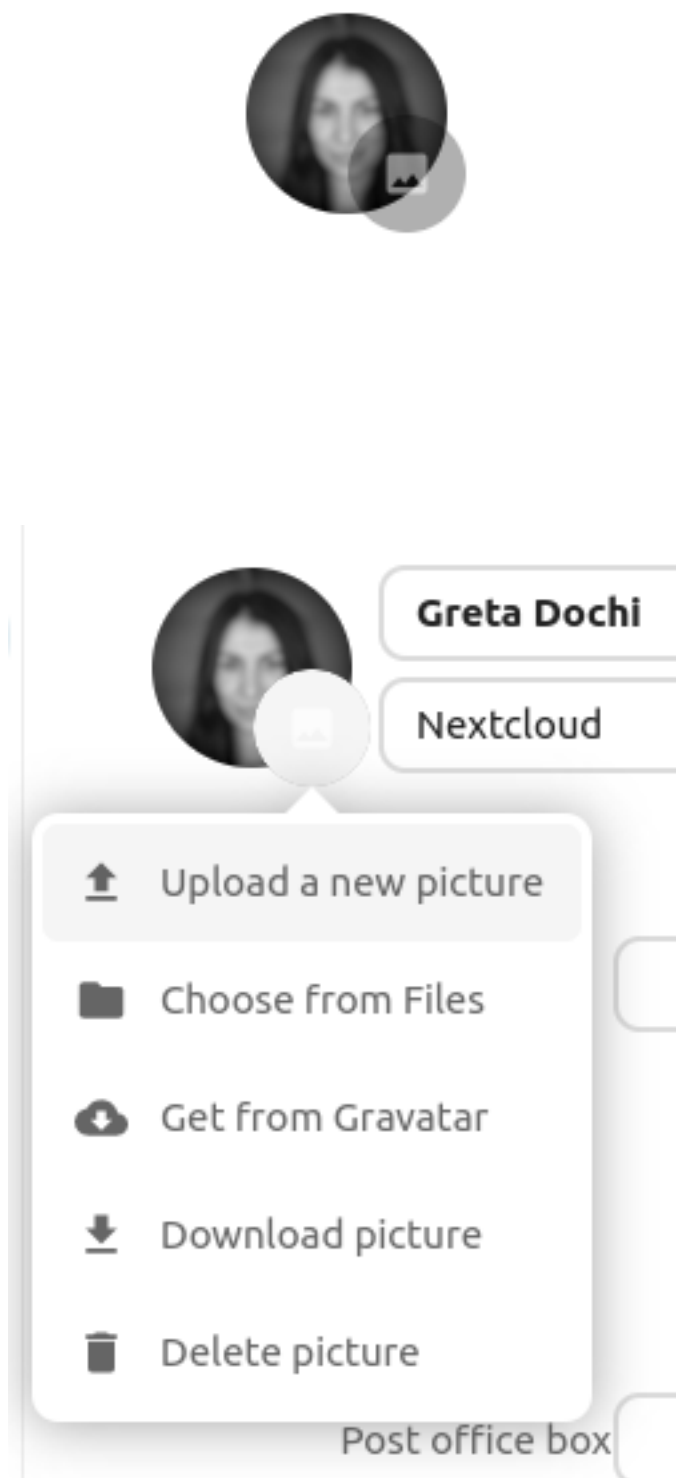 Greta Dochi
Nextcloud
Upload a new picture
Choose from Files
Get from Gravatar
Download picture
Delete picture
Post office box